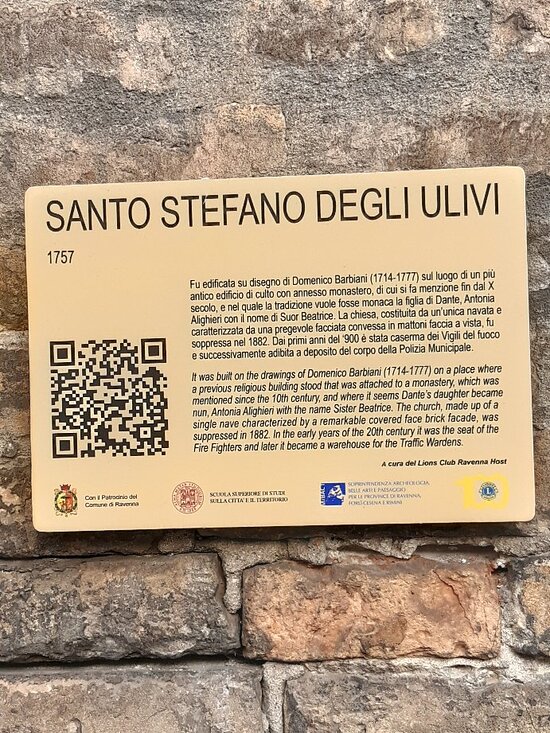 SANTO STEFANO DEGLI ULIVI
1757
Fu edificata su disegno di Domenico Barbiani (1714-1777) sul luogo di un più
antico edificio di culto con annesso monastero, di cui si fa menzione fin dal X
secolo, e nel quale la tradizione vuole fosse monaca la figlia di Dante, Antonia
Alighieri con il nome di Suor Beatrice. La chiesa, costituita da un'unica navata e
caratterizzata da una pregevole facciata convessa in mattoni faccia a vista, fu
soppressa nel 1882. Dai primi anni del '900 è stata caserma dei Vigili del fuoco
e successivamente adibita a deposito del corpo della Polizia Municipale.
It was built on the drawings of Domenico Barbiani (1714-1777) on a place where
a previous religious building stood that was attached to a monastery, which was
mentioned since the 10th century, and where it seems Dante's daughter became
nun, Antonia Alighieri with the name Sister Beatrice. The church, made up of a
single nave characterized by a remarkable covered face brick facade, was
suppressed in 1882. In the early years of the 20th century it was the seat of the
Fire Fighters and later it became a warehouse for the Traffic Wardens.
A cura del Lions Club Ravenna Host
Con il Patrocinio del
Comune di Ravenna
SCUOLA SUPERIORE DI STUDI
SULLA CITTA' E IL TERRITORIO
SOPRINTENDENZA ARCHEOLOGIA,
BELLE ARTI E PAESAGGIO
PER LE PROVINCE DI RAVENNA,
FORLÌ-CESENA E RIMINI